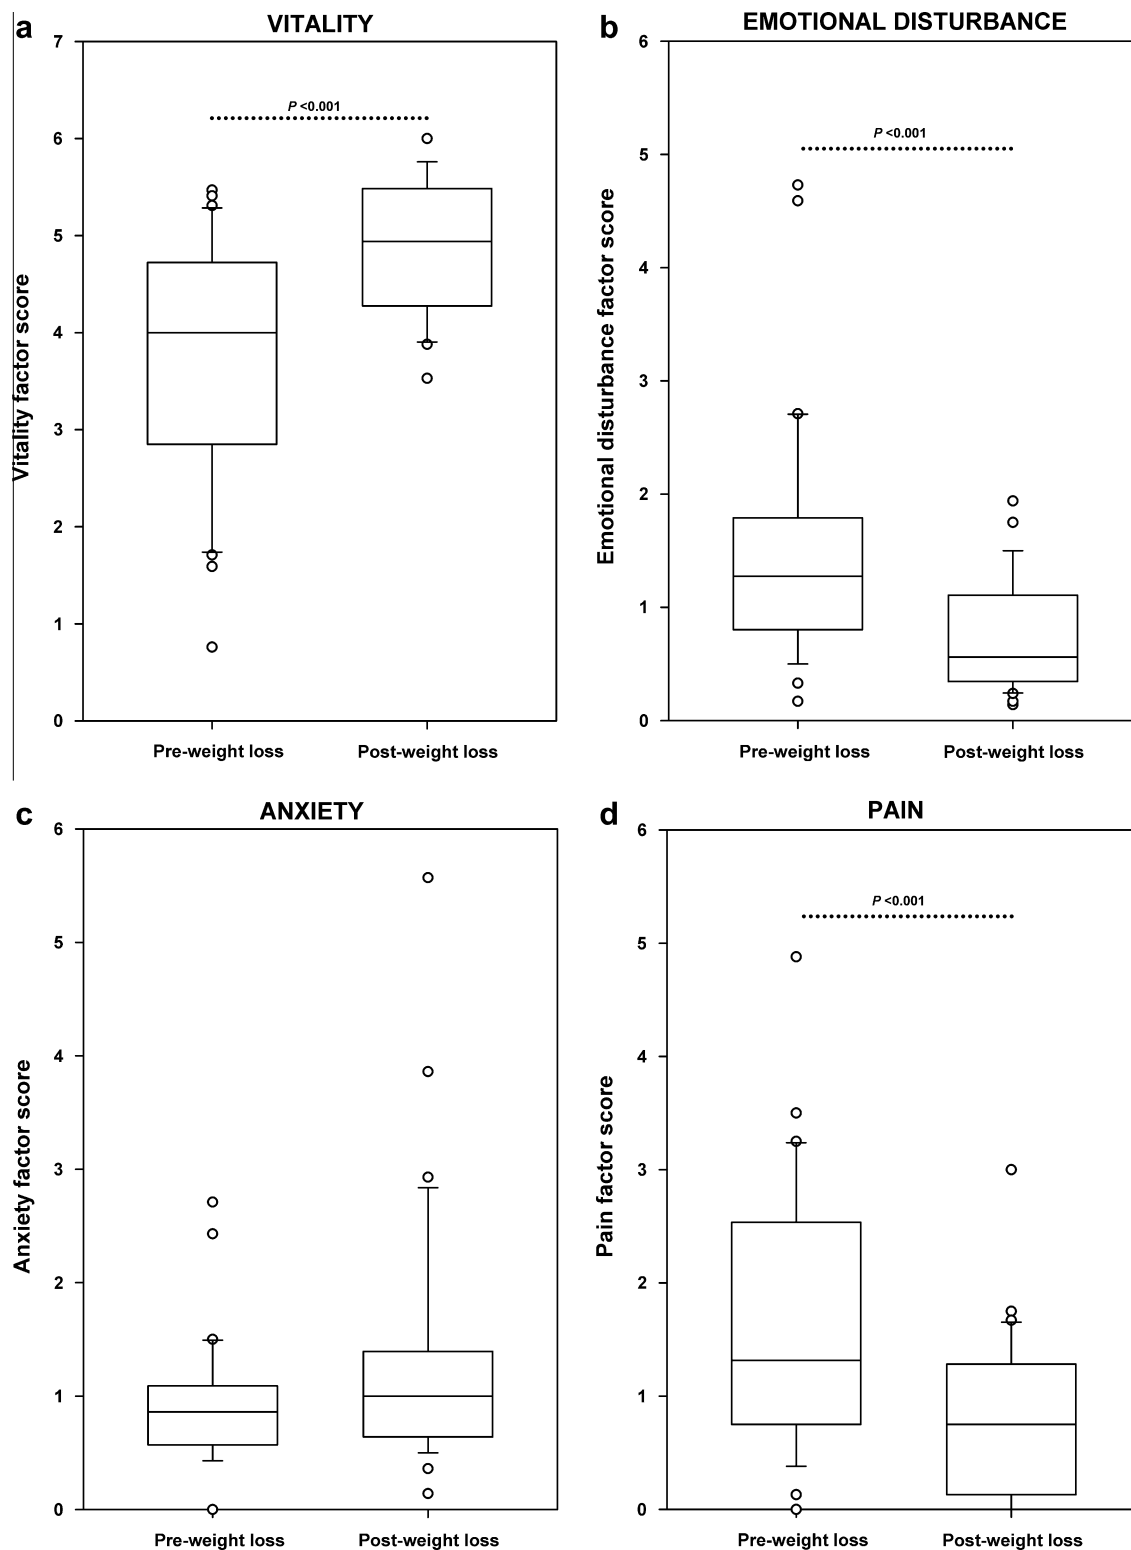 a
VITALITY
7
6
5
4
3
2
1
0
Vitality factor score
P <0.001
Pre-weight loss
Post-weight loss
b
EMOTIONAL DISTURBANCE
6
5
4
3
2
1
0
Emotional disturbance factor score
P <0.001
Pre-weight loss
Post-weight loss
c
ANXIETY
6
5
4
3
2
1
0
Anxiety factor score
Pre-weight loss
Post-weight loss
d
PAIN
6
5
4
3
2
1
0
Pain factor score
P <0.001
Pre-weight loss
Post-weight loss